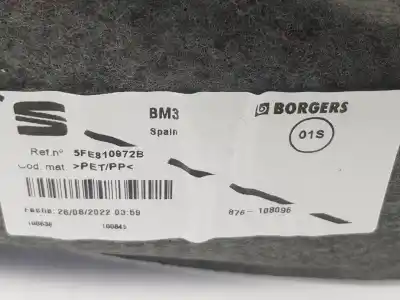 BM3
BORGERS
Spain
01S
Ref.nº 5FE810972B
Cod. mat >PET/PP<
Fecha: 26/08/2022 03:59
876- 108096
100845